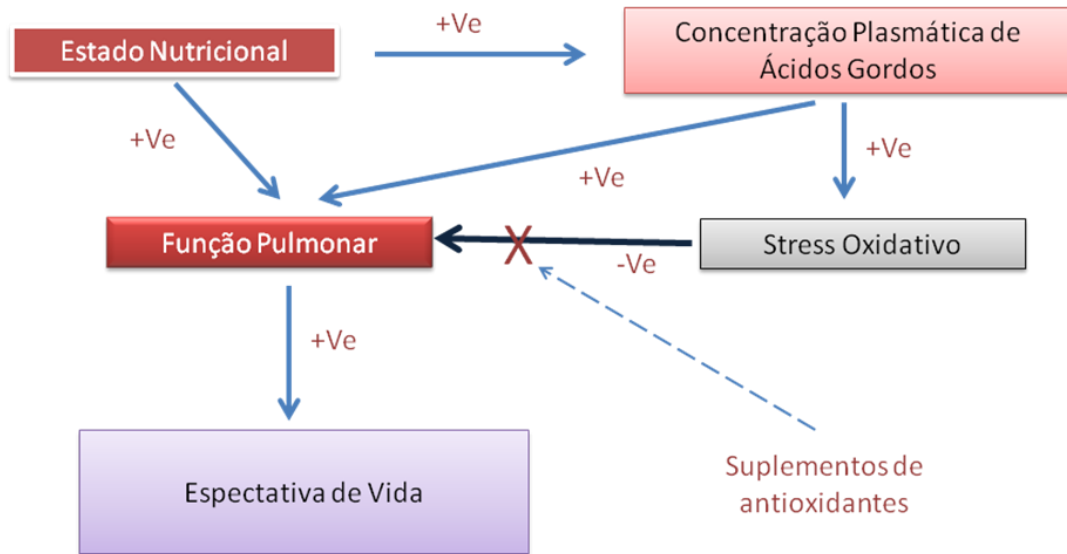 Estado Nutricional
+Ve
Concentração Plasmática de
Ácidos Gordos
+Ve
+Ve
+Ve
Função Pulmonar
X
-Ve
Stress Oxidativo
+Ve
Espectativa de Vida
Suplementos de
antioxidantes